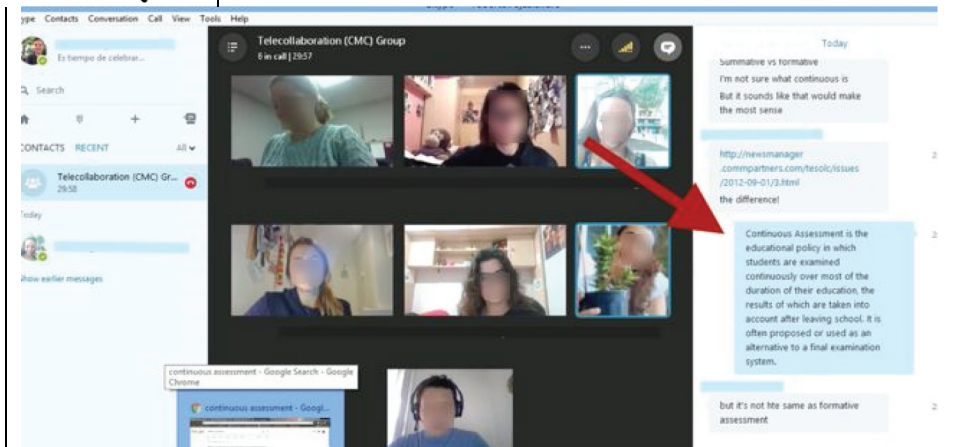 Contacts Conversation Call View Tools Help
Es tiempo de celebrar...
Search
CONTACTS RECENT All
Telecollaboration (CMC) Gr...
29:58
Today
Show earlier messages
Telecollaboration (CMC) Group
6 in call | 29:57
continuous assessment - Google Search - Google
Chrome
continuous assessment - Googl...
Today
Summative vs formative
I'm not sure what continuous is
But it sounds like that would make
the most sense
http://newsmanager
.commpartners.com/tesolc/issues
/2012-09-01/3.html
the difference!
Continuous Assessment is the
educational policy in which
students are examined
continuously over most of the
duration of their education, the
results of which are taken into
account after leaving school. It is
often proposed or used as an
alternative to a final examination
system.
but it's not hte same as formative
assessment